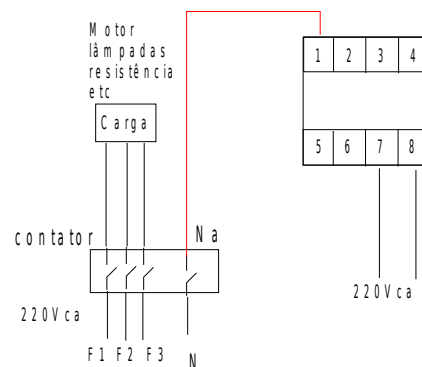 Motor
lâmpadas
resistência
etc
Carga
contator
Na
220Vca
F1 F2 F3
N
1 2 3 4
5 6 7 8
220Vca